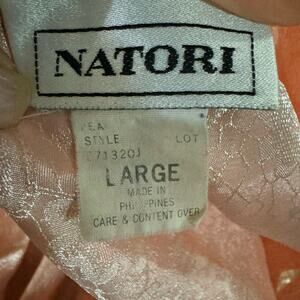 NATORI
STYLE LOT
LARGE
MADE IN
PHILIPPINES
CARE & CONTENT OVER